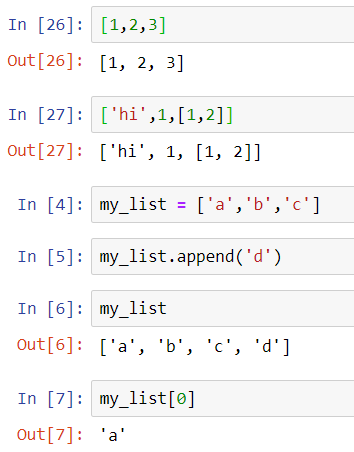 In [26]: [1,2,3]
Out[26]: [1, 2, 3]
In [27]: ['hi',1,[1,2]]
Out[27]: ['hi', 1, [1, 2]]
In [4]: my_list = ['a','b','c']
In [5]: my_list.append('d')
In [6]: my_list
Out[6]: ['a', 'b', 'c', 'd']
In [7]: my_list[0]
Out[7]: 'a'